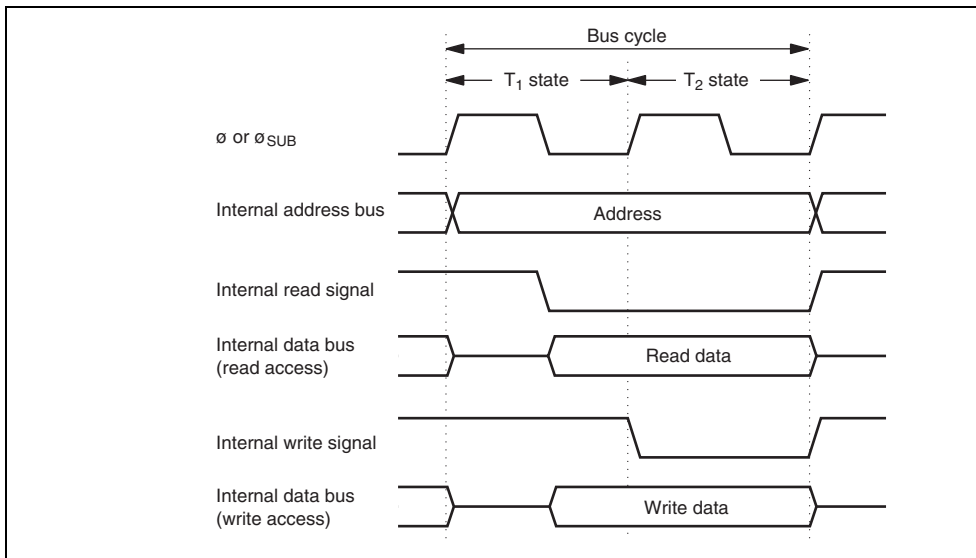 Bus cycle
T₁ state
T₂ state
ø or øSUB
Internal address bus
Address
Internal read signal
Internal data bus
(read access)
Read data
Internal write signal
Internal data bus
(write access)
Write data